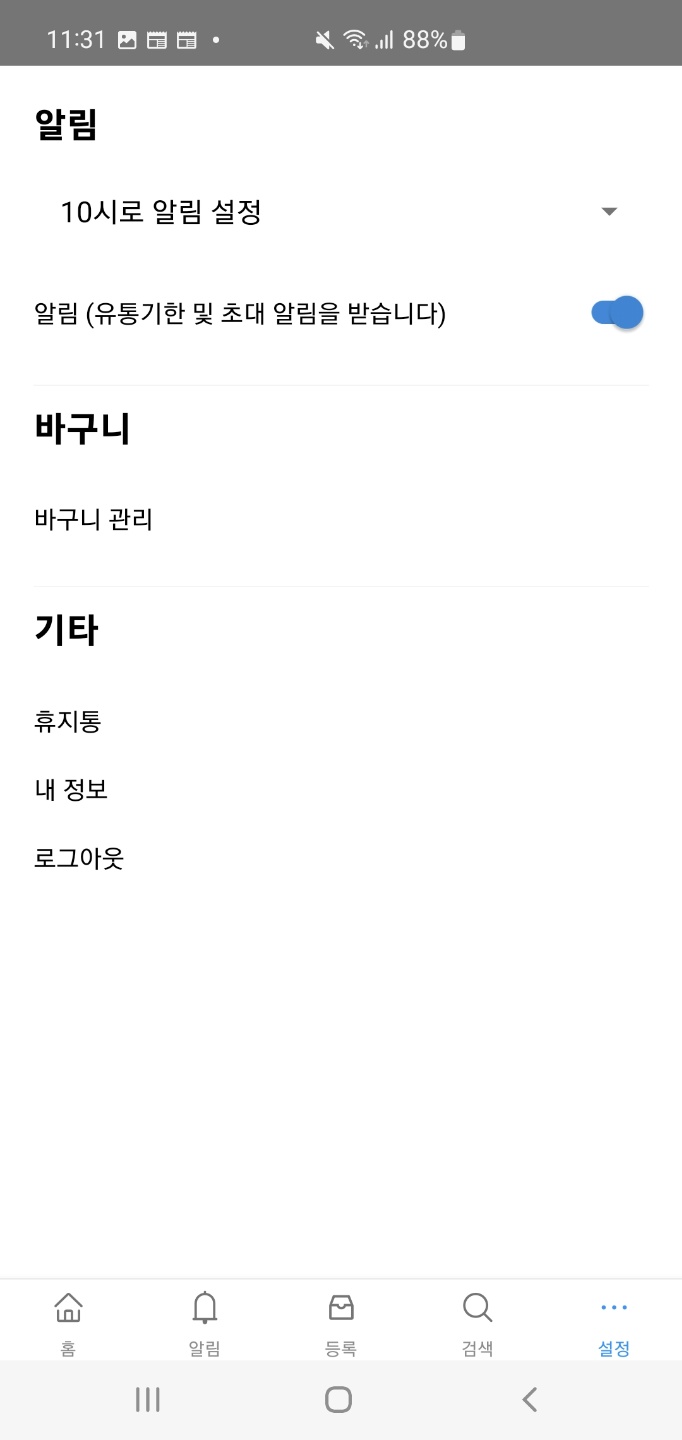 11:31 88%
알림
10시로 알림 설정
알림 (유통기한 및 초대 알림을 받습니다)
바구니
바구니 관리
기타
휴지통
내 정보
로그아웃
홈 알림 등록 검색 설정